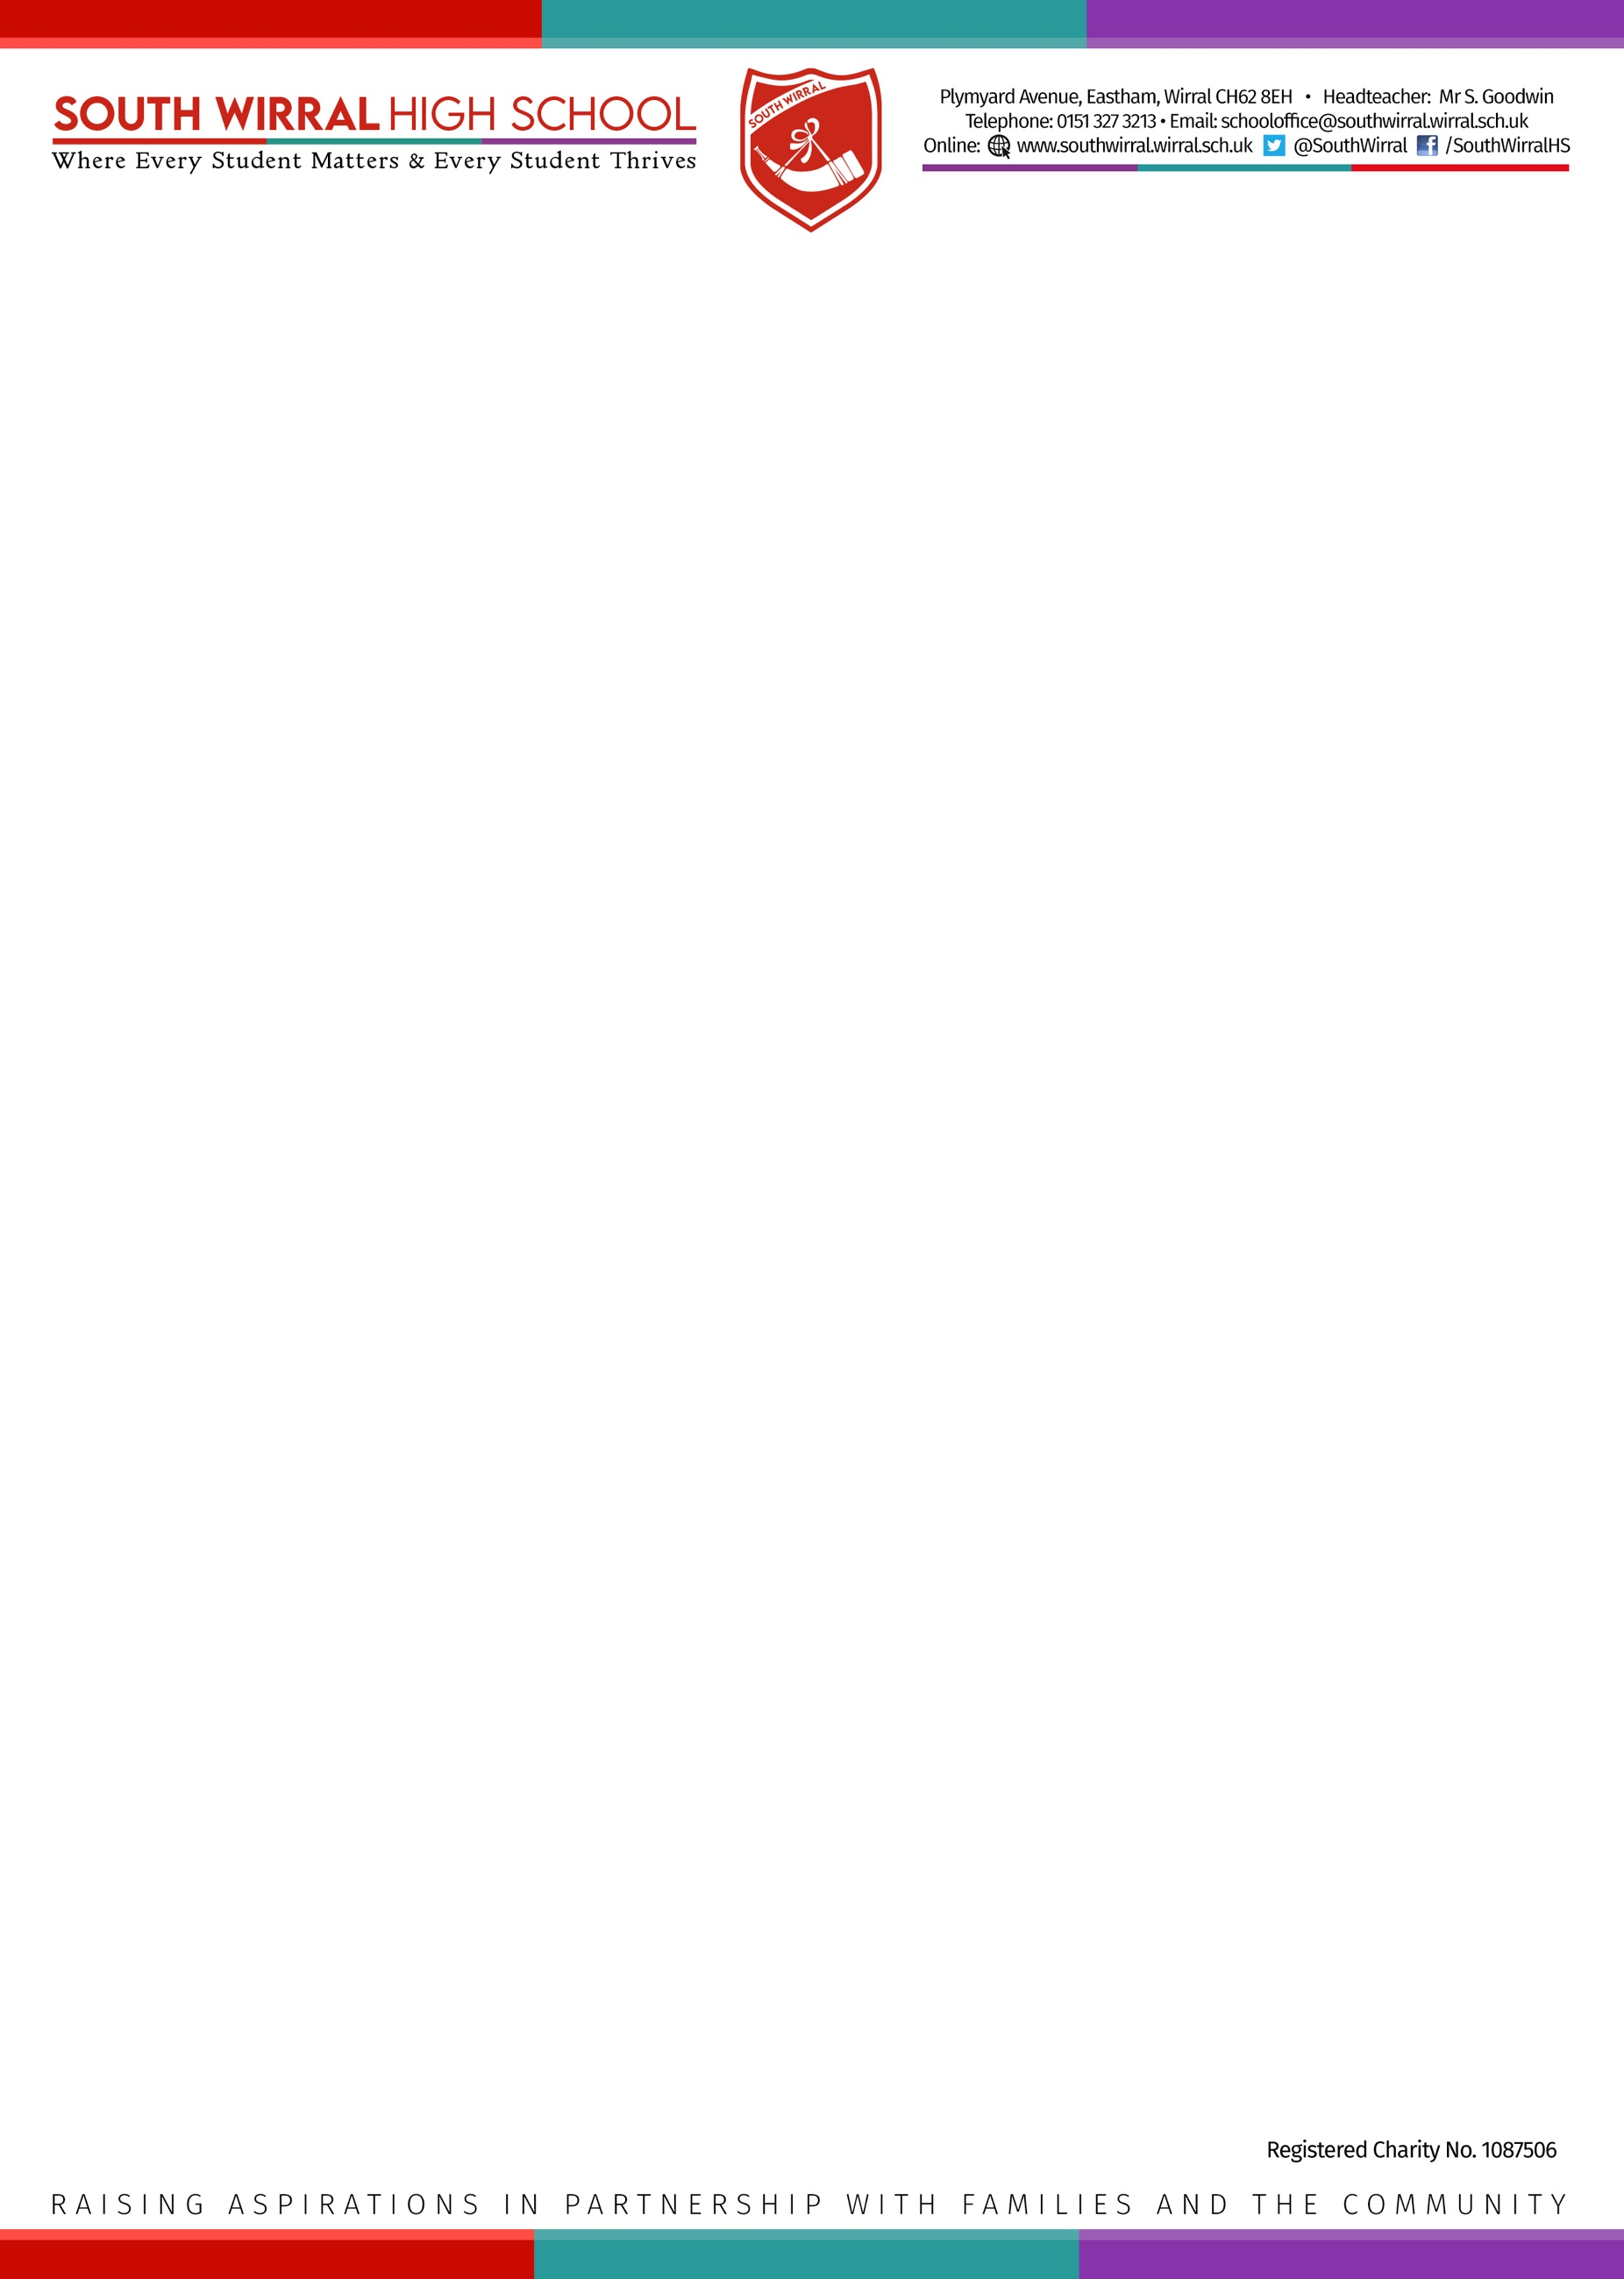 SOUTH WIRRAL HIGH SCHOOL
Where Every Student Matters & Every Student Thrives
SOUTH WIRRAL
Plymyard Avenue, Eastham, Wirral CH62 8EH • Headteacher: Mr S. Goodwin
Telephone: 0151 327 3213 • Email: schooloffice@southwirral.wirral.sch.uk
Online: www.southwirral.wirral.sch.uk @SouthWirral /SouthWirralHS
Registered Charity No. 1087506
RAISING ASPIRATIONS IN PARTNERSHIP WITH FAMILIES AND THE COMMUNITY